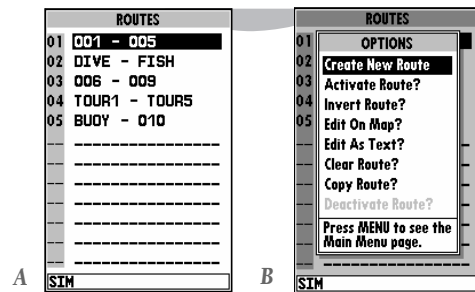 ROUTES
01 001 - 005
02 DIVE - FISH
03 006 - 009
04 TOUR1 - TOUR5
05 BUOY - 010
SIM
A
ROUTES
01
02
03
04
05
OPTIONS
Create New Route
Activate Route?
Invert Route?
Edit On Map?
Edit As Text?
Clear Route?
Copy Route?
Deactivate Route?
Press MENU to see the
Main Menu page.
SIM
B